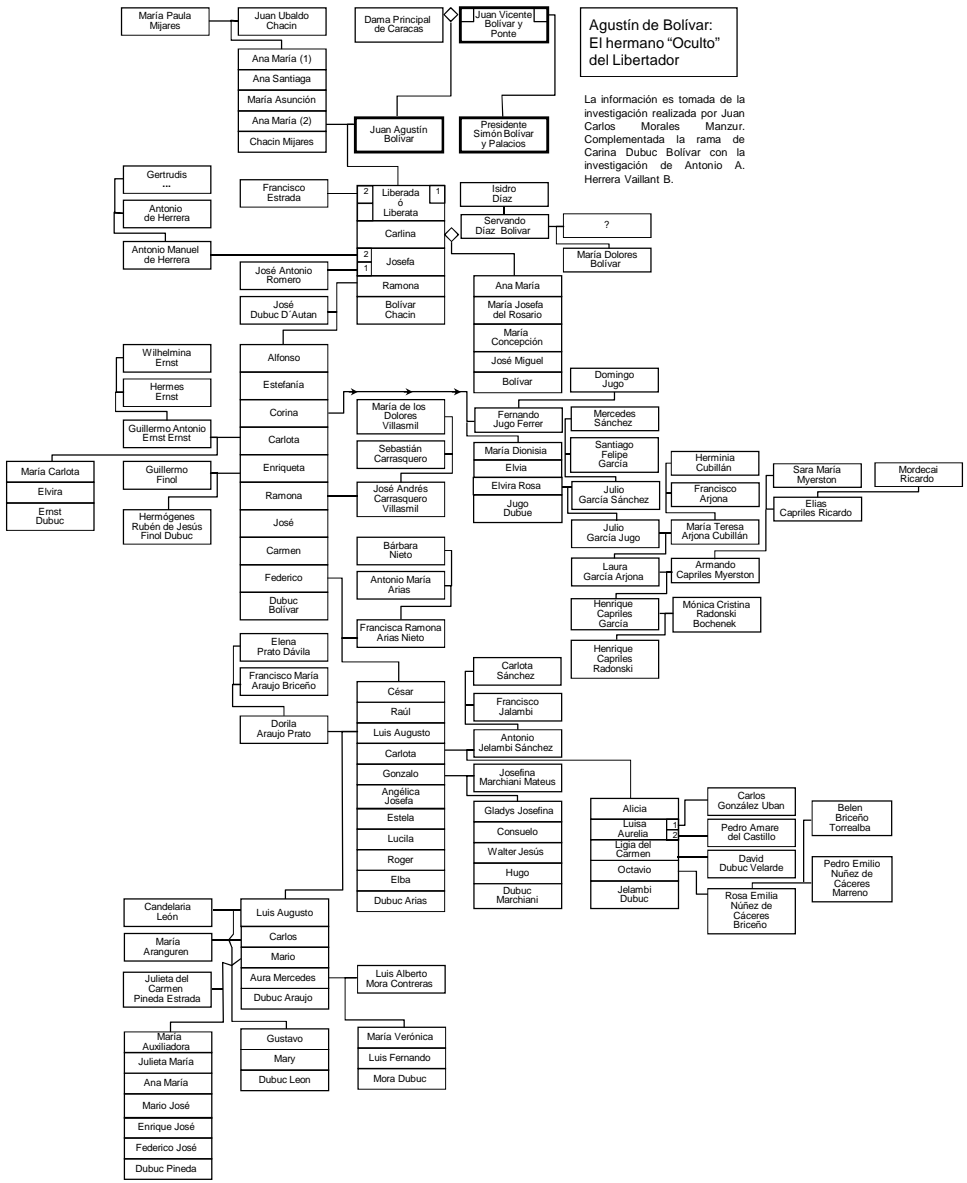 María Paula
Mijares
Juan Ubaldo
Chacin
Dama Principal
de Caracas
Juan Vicente
Bolívar y
Ponte
Agustín de Bolívar:
El hermano “Oculto”
del Libertador
La información es tomada de la
investigación realizada por Juan
Carlos Morales Manzur.
Complementada la rama de
Carina Dubuc Bolívar con la
investigación de Antonio A.
Herrera Vaillant B.
Ana María (1)
Ana Santiaga
María Asunción
Ana María (2)
Chacin Mijares
Juan Agustín
Bolívar
Presidente
Simón Bolívar
y Palacios
Gertrudis
...
Antonio
de Herrera
Antonio Manuel
de Herrera
Francisco
Estrada
José Antonio
Romero
José
Dubuc D´Autan
2
1
Liberada
ó
Liberata
Carlina
2
Josefa
1
Ramona
Bolívar
Chacin
Isidro
Díaz
Servando
Díaz Bolivar
?
María Dolores
Bolívar
Ana María
María Josefa
del Rosario
María
Concepción
José Miguel
Bolívar
Wilhelmina
Ernst
Hermes
Ernst
Guillermo Antonio
Ernst Ernst
María Carlota
Elvira
Ernst
Dubuc
Guillermo
Finol
Hermógenes
Rubén de Jesús
Finol Dubuc
Alfonso
Estefanía
Corina
Carlota
Enriqueta
Ramona
José
Carmen
Federico
Dubuc
Bolívar
María de los
Dolores
Villasmil
Sebastián
Carrasquero
José Andrés
Carrasquero
Villasmil
Bárbara
Nieto
Antonio María
Arias
Francisca Ramona
Arias Nieto
Domingo
Jugo
Fernando
Jugo Ferrer
María Dionisia
Elvia
Elvira Rosa
Jugo
Dubue
Mercedes
Sánchez
Santiago
Felipe
García
Julio
García Sánchez
Julio
García Jugo
Laura
García Arjona
Henrique
Capriles
García
Henrique
Capriles
Radonski
Herminia
Cubillán
Francisco
Arjona
María Teresa
Arjona Cubillán
Armando
Capriles Myerston
Mónica Cristina
Radonski
Bochenek
Sara María
Myerston
Mordecai
Ricardo
Elias
Capriles Ricardo
Elena
Prato Dávila
Francisco María
Araujo Briceño
Dorila
Araujo Prato
César
Raúl
Luis Augusto
Carlota
Gonzalo
Angélica
Josefa
Estela
Lucila
Roger
Elba
Dubuc Arias
Carlota
Sánchez
Francisco
Jalambi
Antonio
Jelambi Sánchez
Josefina
Marchiani Mateus
Gladys Josefina
Consuelo
Walter Jesús
Hugo
Dubuc
Marchiani
Alicia
Luisa
Aurelia
1
2
Ligia del
Carmen
Octavio
Jelambi
Dubuc
Carlos
González Uban
Pedro Amare
del Castillo
David
Dubuc Velarde
Rosa Emilia
Núñez de
Cáceres
Briceño
Belen
Briceño
Torrealba
Pedro Emilio
Nuñez de
Cáceres
Marreno
Candelaria
León
María
Aranguren
Julieta del
Carmen
Pineda Estrada
Luis Augusto
Carlos
Mario
Aura Mercedes
Dubuc Araujo
Luis Alberto
Mora Contreras
María
Auxiliadora
Julieta María
Ana María
Mario José
Enrique José
Federico José
Dubuc Pineda
Gustavo
Mary
Dubuc Leon
María Verónica
Luis Fernando
Mora Dubuc